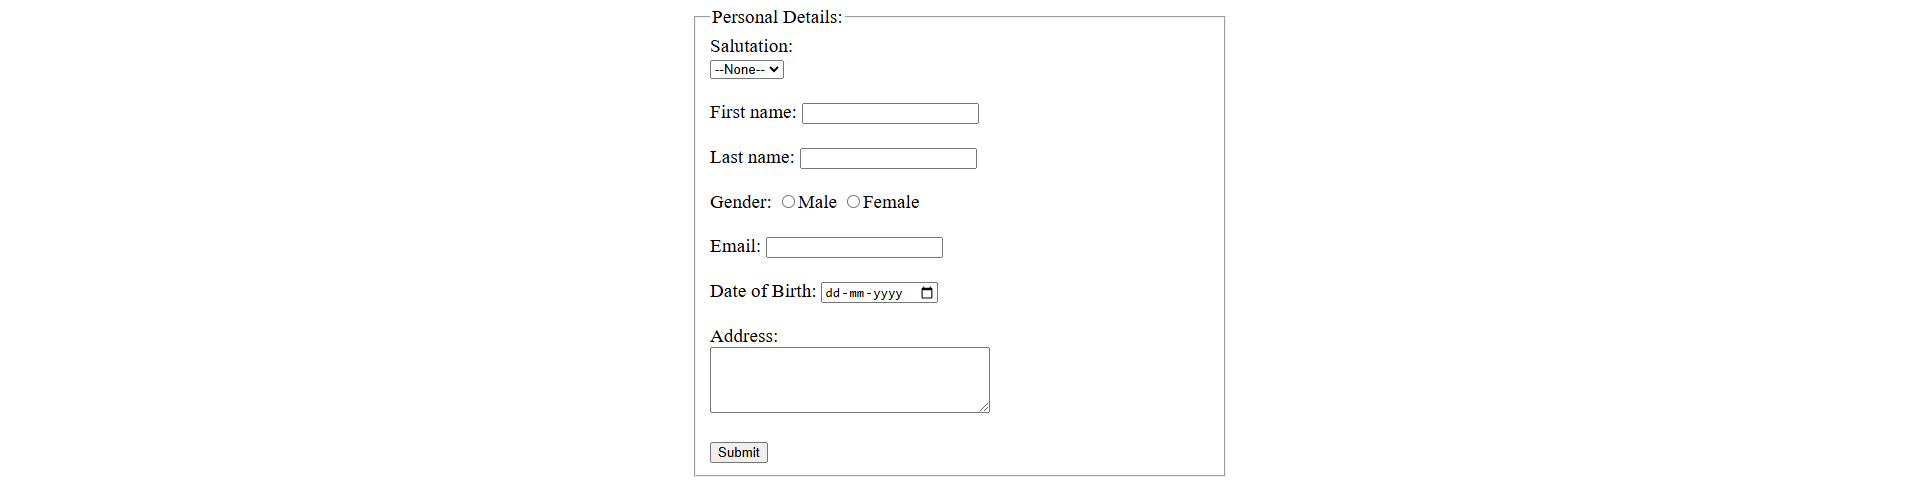 Personal Details:
Salutation:
--None--
First name:
Last name:
Gender: Male Female
Email:
Date of Birth: dd-mm-yyyy
Address:
Submit